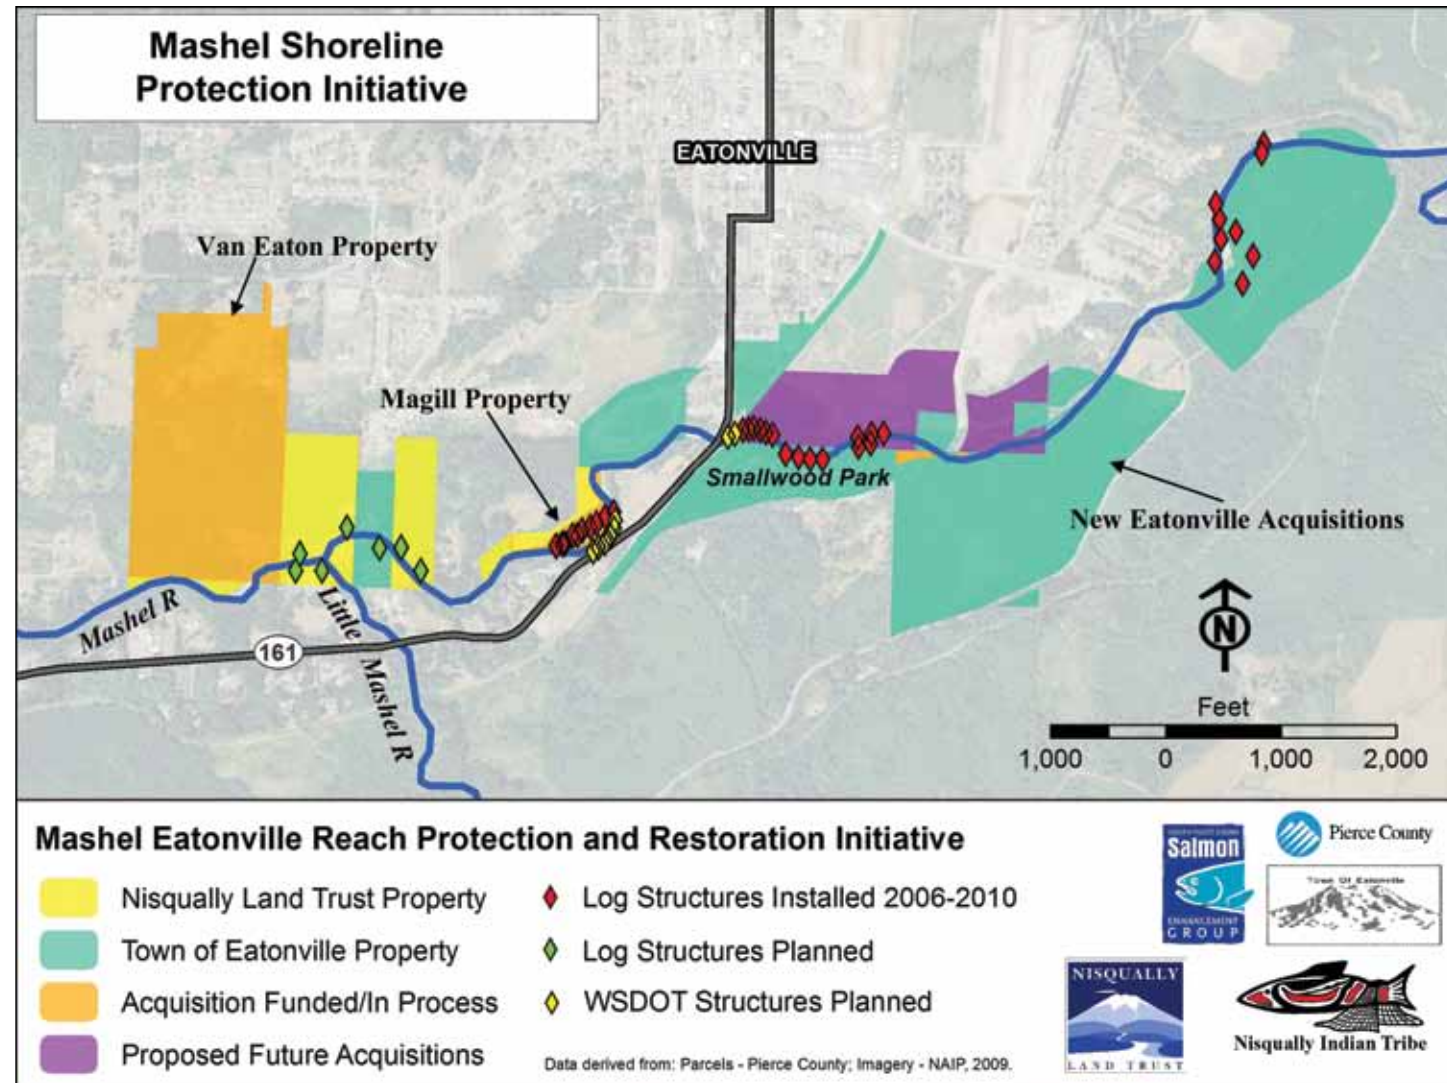 Mashel Shoreline
Protection Initiative
EATONVILLE
Van Eaton Property
Magill Property
Smallwood Park
New Eatonville Acquisitions
Mashel R
Little Mashel R
161
N
Feet
1,000 0 1,000 2,000
Mashel Eatonville Reach Protection and Restoration Initiative
Nisqually Land Trust Property
Town of Eatonville Property
Acquisition Funded/In Process
Proposed Future Acquisitions
Log Structures Installed 2006-2010
Log Structures Planned
WSDOT Structures Planned
Data derived from: Parcels - Pierce County; Imagery - NAIP, 2009.
Salmon
ENHANCEMENT
GROUP
Pierce County
Town Of Eatonville
NISQUALLY
LAND TRUST
Nisqually Indian Tribe